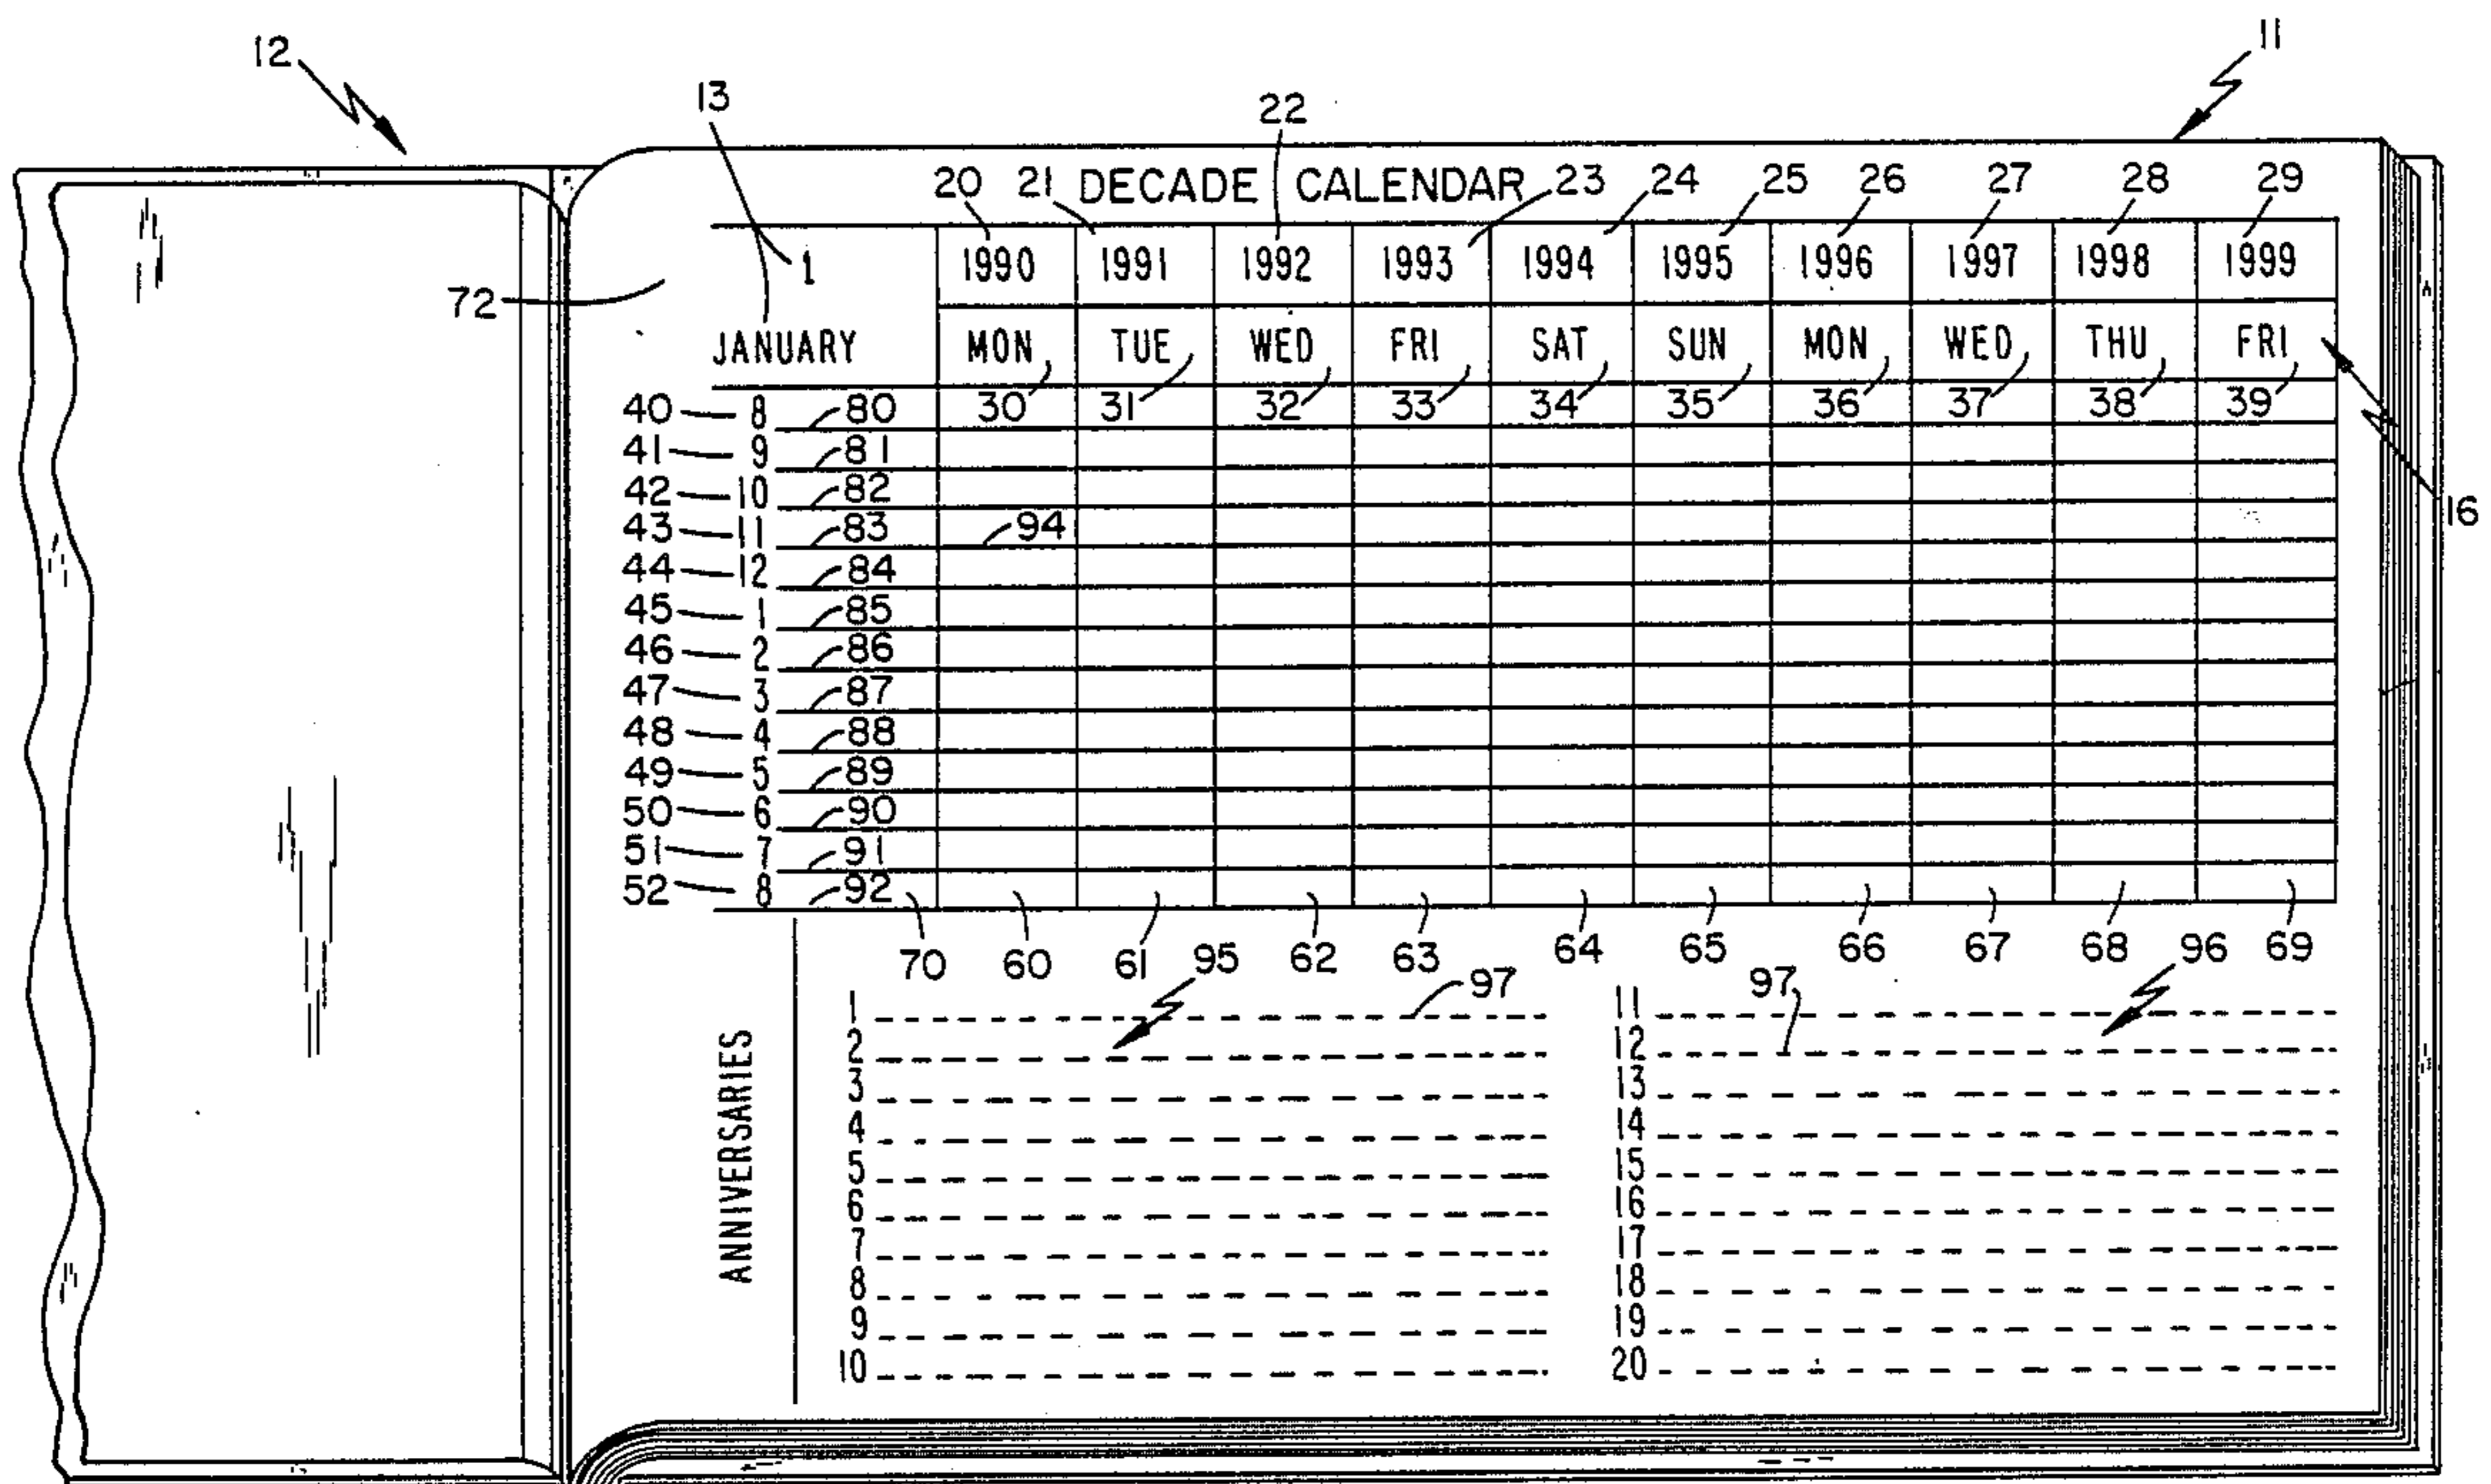 11
12
13
22
20 21 DECADE CALENDAR 23 24 25 26 27 28 29
1 1990 1991 1992 1993 1994 1995 1996 1997 1998 1999
72
JANUARY MON TUE WED FRI SAT SUN MON WED THU FRI
40 8 80 30 31 32 33 34 35 36 37 38 39
41 9 81
42 10 82
16
43 11 83 94
44 12 84
45 1 85
46 2 86
47 3 87
48 4 88
49 5 89
50 6 90
51 7 91
52 8 92
70 60 61 95 62 63 64 65 66 67 68 96 69
97 97
ANNIVERSARIES
1 11
2 12
3 13
4 14
5 15
6 16
7 17
8 18
9 19
10 20